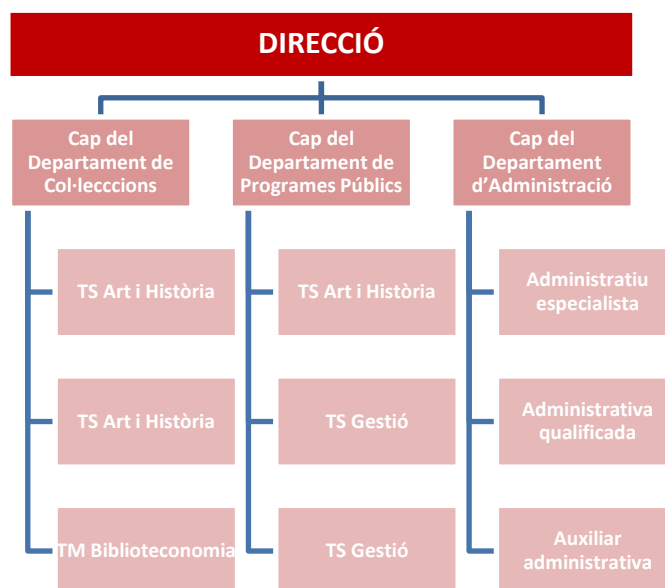 DIRECCIÓ
Cap del
Departament de
Col·lecccions
Cap del
Departament de
Programes Públics
Cap del
Departament
d’Administració
TS Art i Història
TS Art i Història
Administratiu
especialista
TS Art i Història
TS Gestió
Administrativa
qualificada
TM Biblioteconomia
TS Gestió
Auxiliar
administrativa